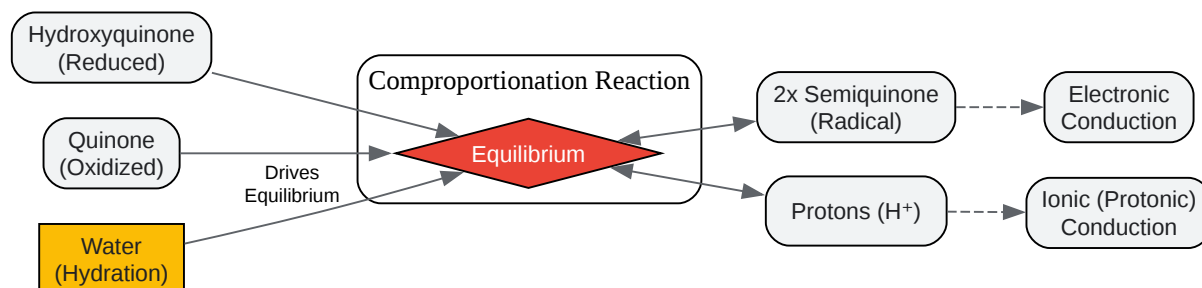 Hydroxyquinone
(Reduced)
Quinone
(Oxidized)
Water
(Hydration)
Drives
Equilibrium
Comproportionation Reaction
Equilibrium
2x Semiquinone
(Radical)
Protons (H⁺)
Electronic
Conduction
Ionic (Protonic)
Conduction